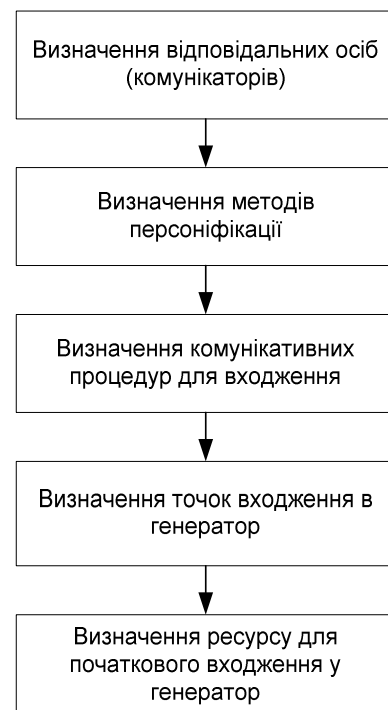 Визначення відповідальних осіб
(комунікаторів)
Визначення методів
персоніфікації
Визначення комунікативних
процедур для входження
Визначення точок входження в
генератор
Визначення ресурсу для
початкового входження у
генератор